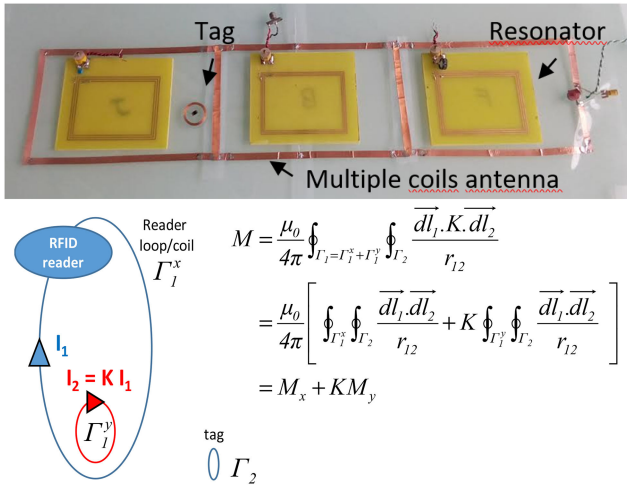 Tag
Resonator
Multiple coils antenna
RFID
reader
Reader
loop/coil
Γ₁ˣ
I₁
I₂ = K I₁
Γ₁ʸ
tag
Γ₂
M = μ₀/4π ∮_{Γ₁=Γ₁ˣ+Γ₁ʸ} ∮_{Γ₂} dl₁⃗.K.dl₂⃗ / r₁₂
= μ₀/4π [ ∮_{Γ₁ˣ} ∮_{Γ₂} dl₁⃗.dl₂⃗ / r₁₂ + K ∮_{Γ₁ʸ} ∮_{Γ₂} dl₁⃗.dl₂⃗ / r₁₂ ]
= Mₓ + KM_y